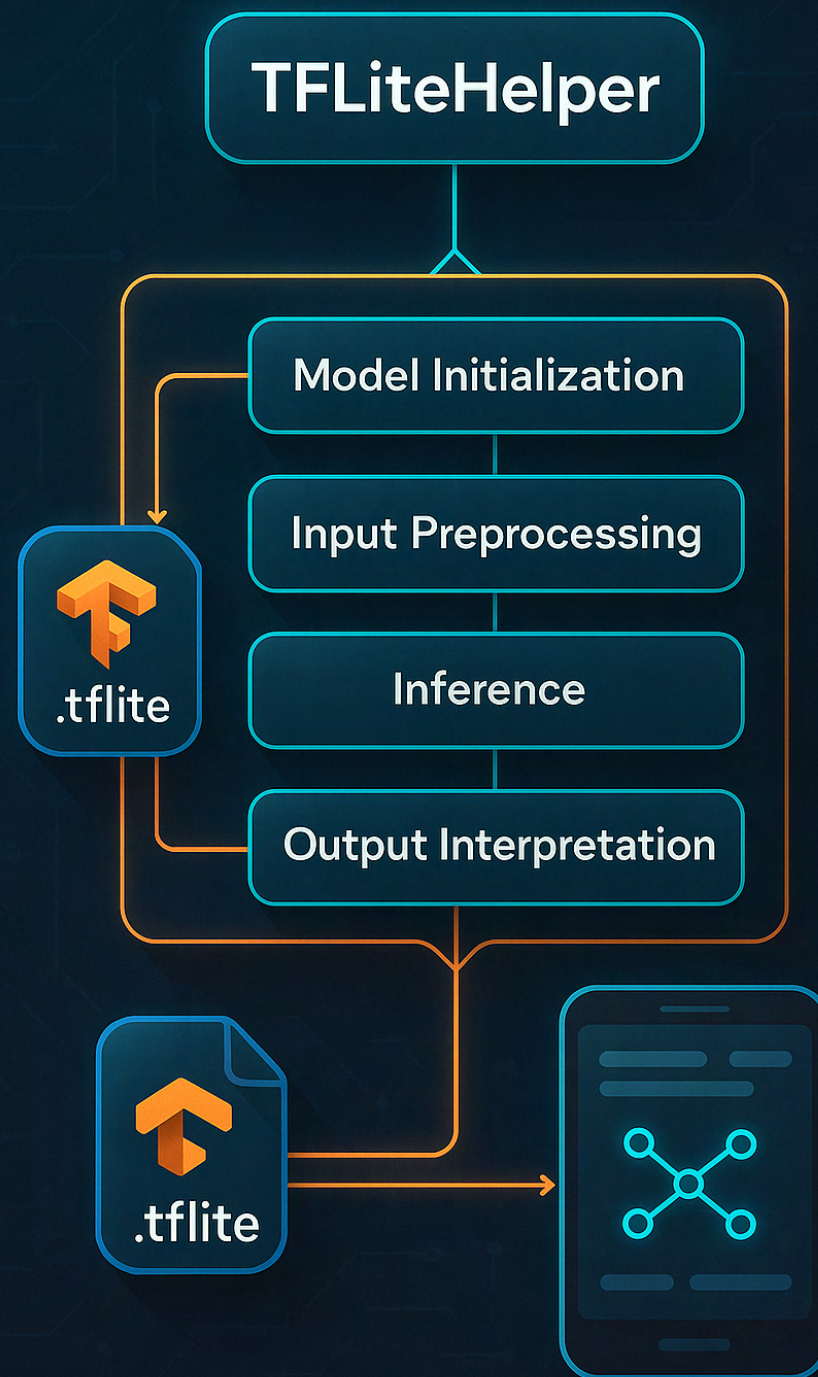 TFLiteHelper
Model Initialization
Input Preprocessing
.tflite
Inference
Output Interpretation
.tflite